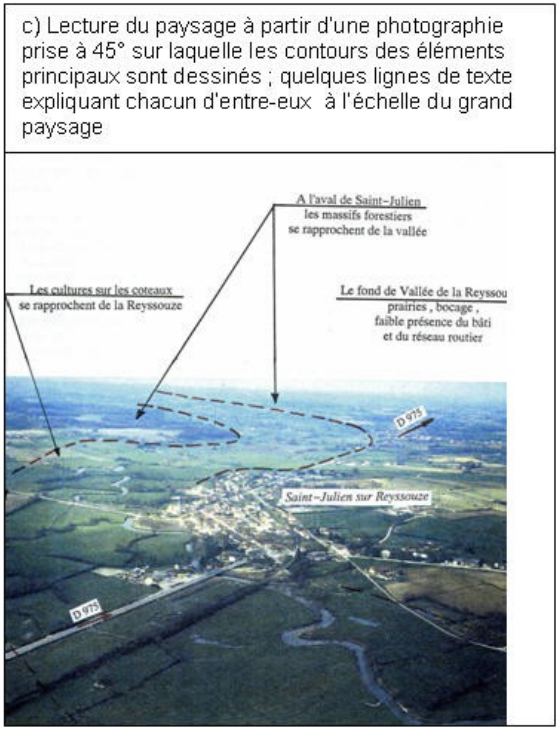 c) Lecture du paysage à partir d'une photographie
prise à 45° sur laquelle les contours des éléments
principaux sont dessinés ; quelques lignes de texte
expliquant chacun d'entre-eux à l'échelle du grand
paysage
A l'aval de Saint-Julien
les massifs forestiers
se rapprochent de la vallée
Les cultures sur les coteaux
se rapprochent de la Reyssouze
Le fond de Vallée de la Reyssou
prairies , bocage ,
faible présence du bâti
et du réseau routier
D 975
Saint-Julien sur Reyssouze
D 975